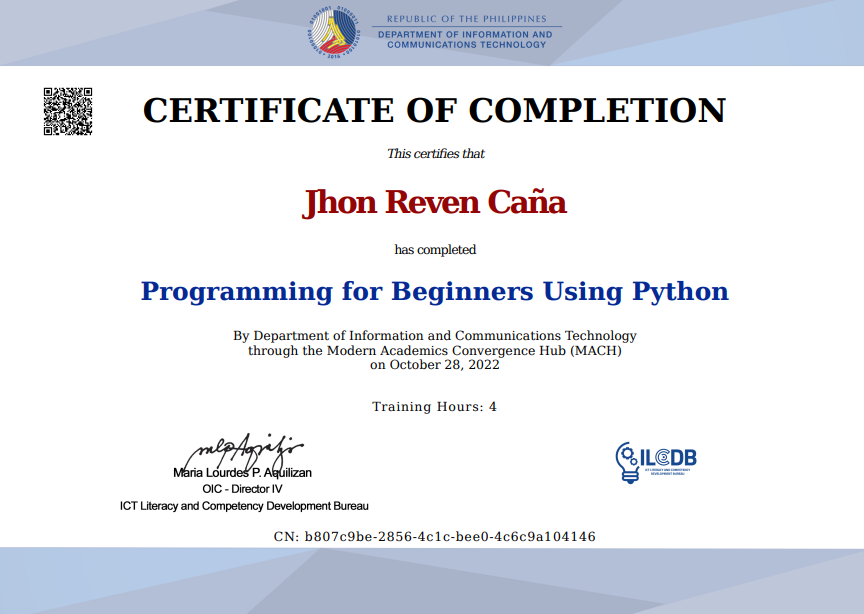 REPUBLIC OF THE PHILIPPINES
DEPARTMENT OF INFORMATION AND
COMMUNICATIONS TECHNOLOGY
CERTIFICATE OF COMPLETION
This certifies that
Jhon Reven Caña
has completed
Programming for Beginners Using Python
By Department of Information and Communications Technology
through the Modern Academics Convergence Hub (MACH)
on October 28, 2022
Training Hours: 4
Maria Lourdes P. Aquilizan
OIC - Director IV
ICT Literacy and Competency Development Bureau
ILCDB
ICT LITERACY AND COMPETENCY
DEVELOPMENT BUREAU
CN: b807c9be-2856-4c1c-bee0-4c6c9a104146